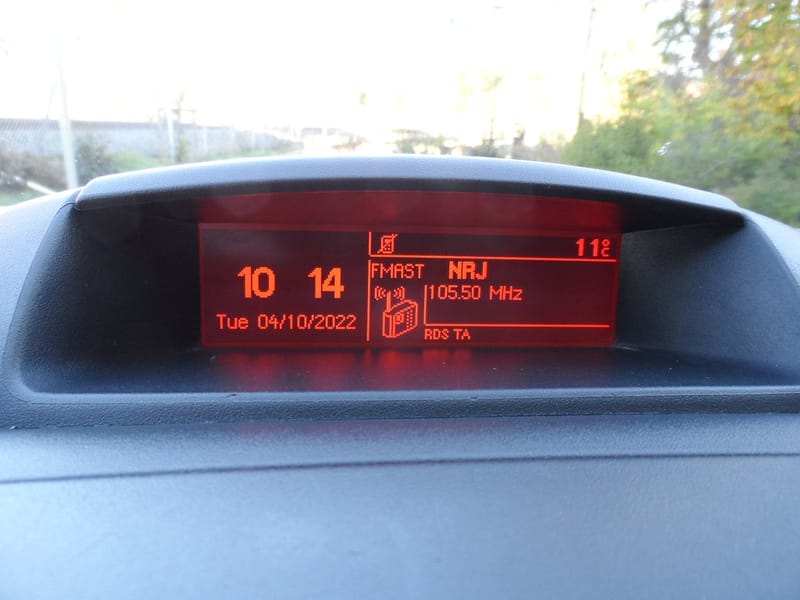 10 14
Tue 04/10/2022
11°C
FMAST NRJ
105.50 MHz
RDS TA